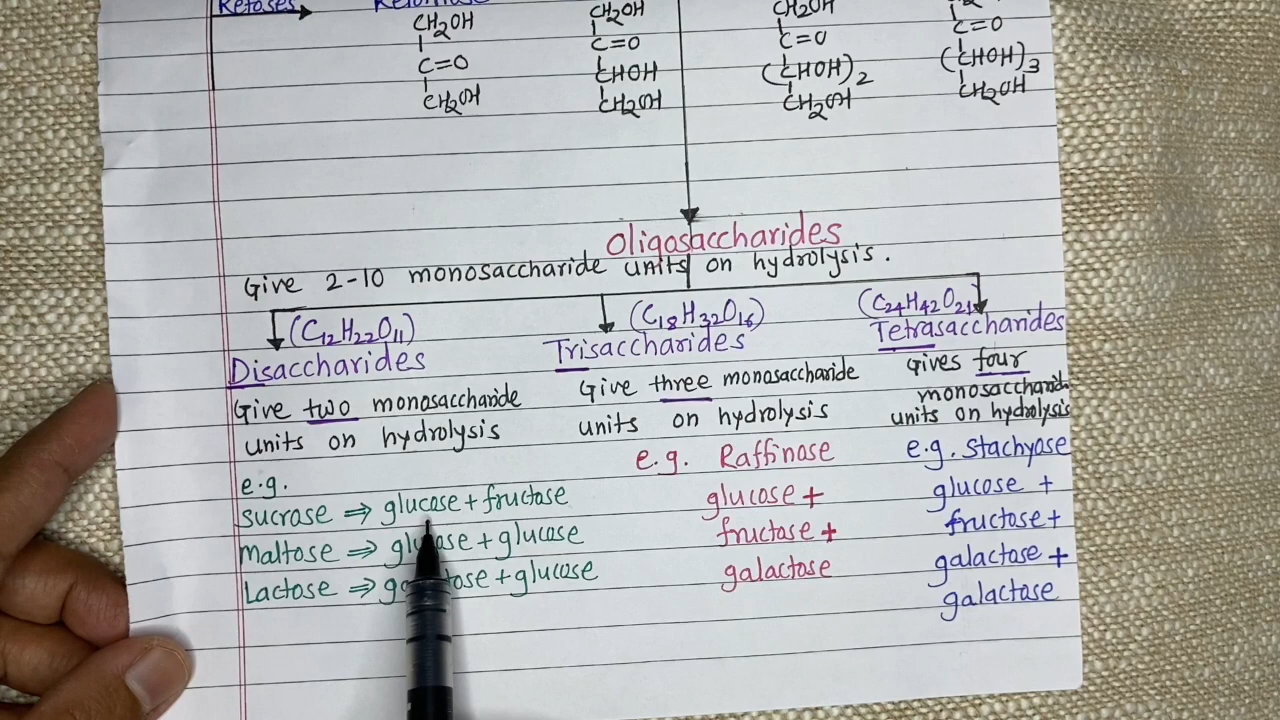 Ketoses
CH2OH CH2OH CH2OH
C=O C=O C=O C=O
CHOH (CHOH)2 (CHOH)3
CH2OH CH2OH CH2OH CH2OH
Oligosaccharides
Give 2-10 monosaccharide units on hydrolysis.
(C12H22O11) (C18H32O16) (C24H42O21)
Disaccharides Trisaccharides Tetrasaccharides
Give two monosaccharide
units on hydrolysis
Give three monosaccharide
units on hydrolysis
Gives four
monosaccharide
units on hydrolysis
e.g.
sucrose ⇒ glucose + fructose
maltose ⇒ glucose + glucose
Lactose ⇒ galactose + glucose
e.g. Raffinose
glucose +
fructose +
galactose
e.g. Stachyose
glucose +
fructose +
galactose +
galactose